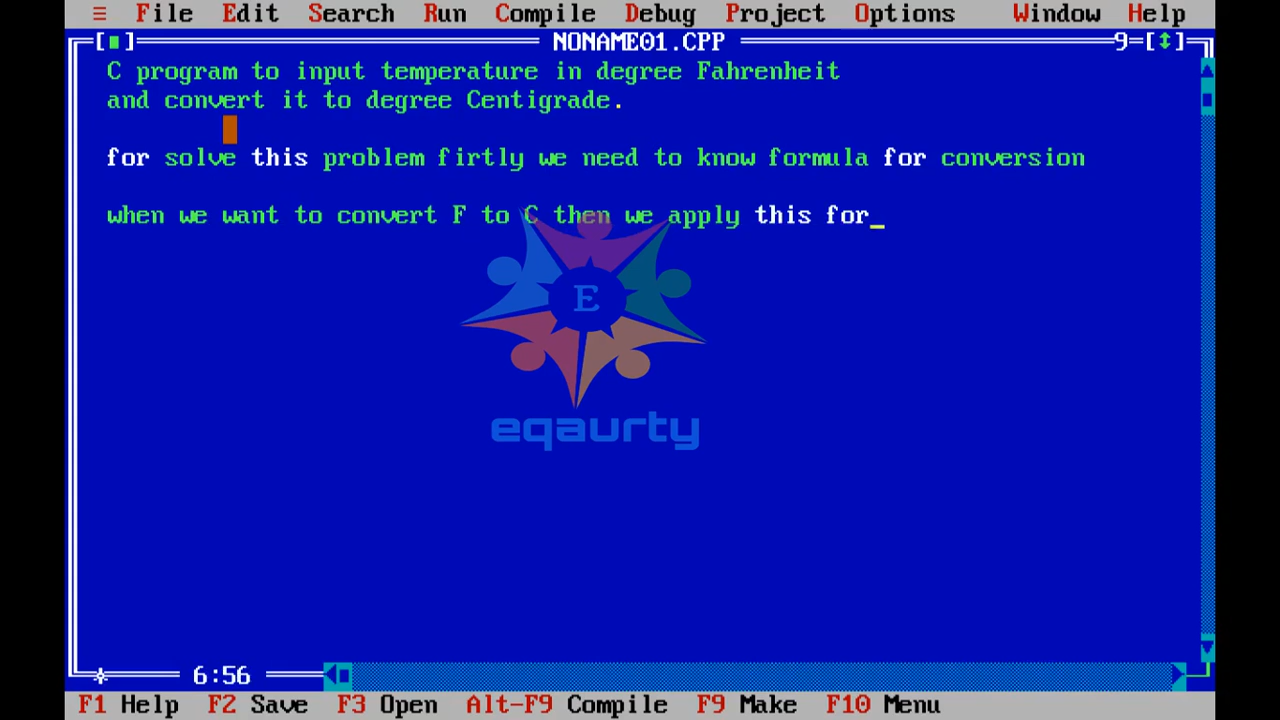 ≡ File Edit Search Run Compile Debug Project Options Window Help
[■] NONAME01.CPP 9=[↕]
C program to input temperature in degree Fahrenheit
and convert it to degree Centigrade.
for solve this problem firtly we need to know formula for conversion
when we want to convert F to C then we apply this for_
E
eqaurty
6:56
F1 Help F2 Save F3 Open Alt-F9 Compile F9 Make F10 Menu